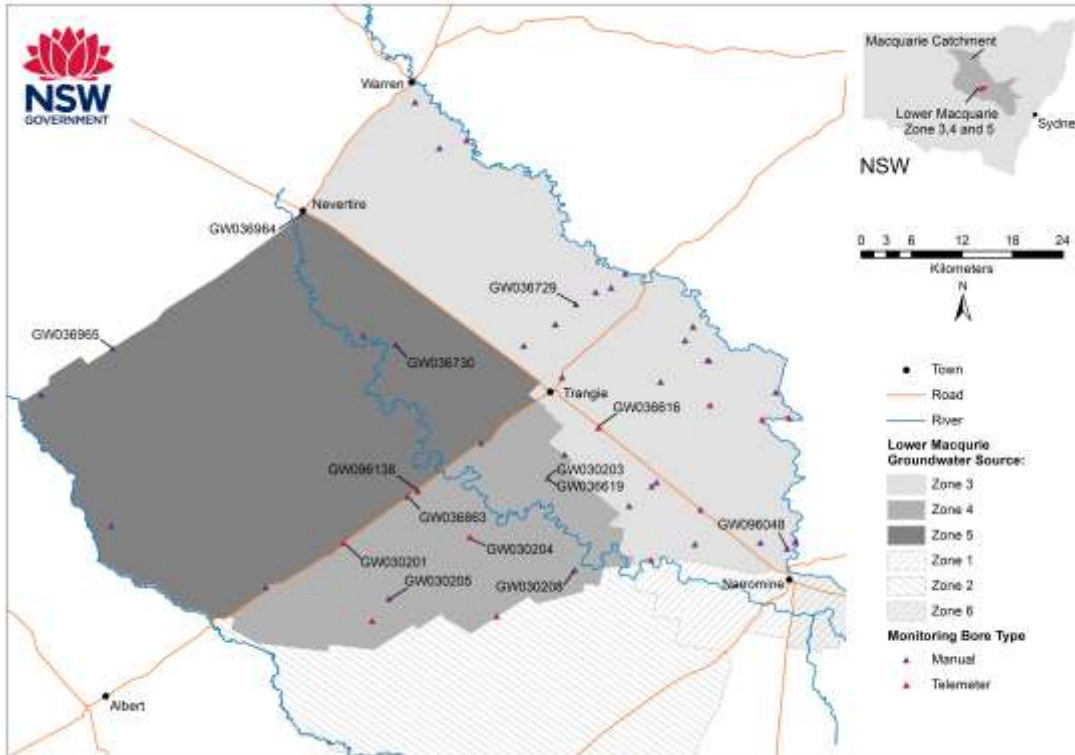 NSW
GOVERNMENT
Warren
Nevertire
GW036964
GW036965
GW036729
GW036730
Trangie
GW036616
GW096138
GW030203
GW036619
GW036863
GW030201
GW030204
GW030205
GW030208
GW096048
Narromine
Albert
Macquarie Catchment
Lower Macquarie
Zone 3,4 and 5
Sydne
NSW
0 3 6 12 18 24
Kilometers
N
Town
Road
River
Lower Macqurie
Groundwater Source:
Zone 3
Zone 4
Zone 5
Zone 1
Zone 2
Zone 6
Monitoring Bore Type
Manual
Telemeter